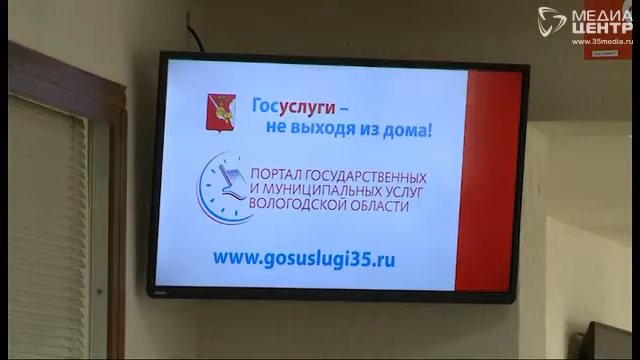 МЕДИА
ЦЕНТР
www.35media.ru
Госуслуги –
не выходя из дома!
ПОРТАЛ ГОСУДАРСТВЕННЫХ
И МУНИЦИПАЛЬНЫХ УСЛУГ
ВОЛОГОДСКОЙ ОБЛАСТИ
www.gosuslugi35.ru